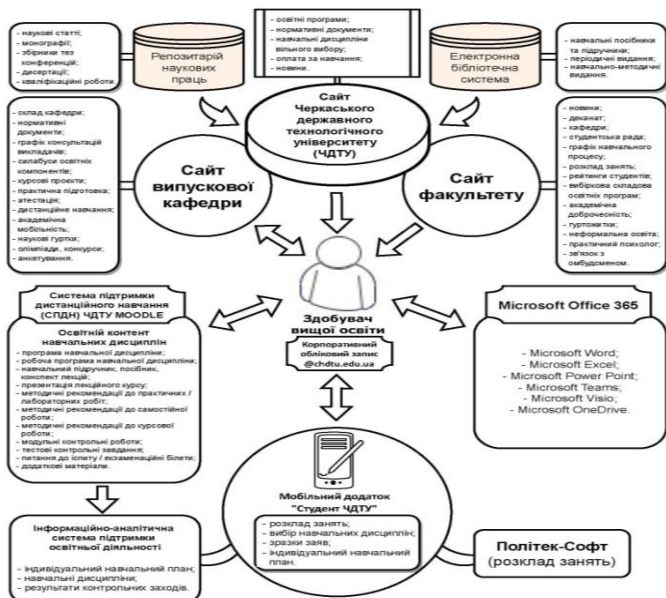 - наукові статті;
- монографії;
- збірники тез
конференцій;
- дисертації;
- кваліфікаційні роботи.
Репозитарій
наукових
праць
- освітні програми;
- нормативні документи;
- навчальні дисципліни
вільного вибору;
- оплата за навчання;
- новини.
Електронна
бібліотечна
система
- навчальні посібники
та підручники;
- періодичні видання;
- навчально-методичні
видання.
Сайт
Черкаського
державного
технологічного
університету
(ЧДТУ)
- склад кафедри;
- нормативні
документи;
- графік консультацій
викладачів;
- силабуси освітніх
компонентів;
- курсові проекти;
- практична підготовка;
- атестація;
- дистанційне навчання;
- академічна
мобільність;
- наукові гуртки;
- олімпіади, конкурси;
- анкетування.
Сайт
випускової
кафедри
Сайт
факультету
- новини;
- деканат;
- кафедри;
- студентська рада;
- графік навчального
процесу;
- розклад занять;
- рейтинги студентів;
- вибіркова складова
освітніх програм;
- академічна
доброчесність;
- гуртожитки;
- неформальна освіта;
- практичний психолог;
- зв'язок з
омбудсменом.
Здобувач
вищої освіти
Корпоративний
обліковий запис
@chdtu.edu.ua
Система підтримки
дистанційного навчання
(СПДН) ЧДТУ MOODLE
Освітній контент
навчальних дисциплін
- програма навчальної дисципліни;
- робоча програма навчальної дисципліни;
- навчальний підручник, посібник,
конспект лекцій;
- презентація лекційного курсу;
- методичні рекомендації до практичних /
лабораторних робіт;
- методичні рекомендації до самостійної
роботи;
- методичні рекомендації до курсової
роботи;
- модульні контрольні роботи;
- тестові контрольні завдання;
- питання до іспиту / екзаменаційні білети;
- додаткові матеріали.
Microsoft Office 365
- Microsoft Word;
- Microsoft Excel;
- Microsoft Power Point;
- Microsoft Teams;
- Microsoft Visio;
- Microsoft OneDrive.
Мобільний додаток
"Студент ЧДТУ"
- розклад занять;
- вибір навчальних дисциплін;
- зразки заяв;
- індивідуальний навчальний
план.
Інформаційно-аналітична
система підтримки
освітньої діяльності
- індивідуальний навчальний план;
- навчальні дисципліни;
- результати контрольних заходів.
Політек-Софт
(розклад занять)